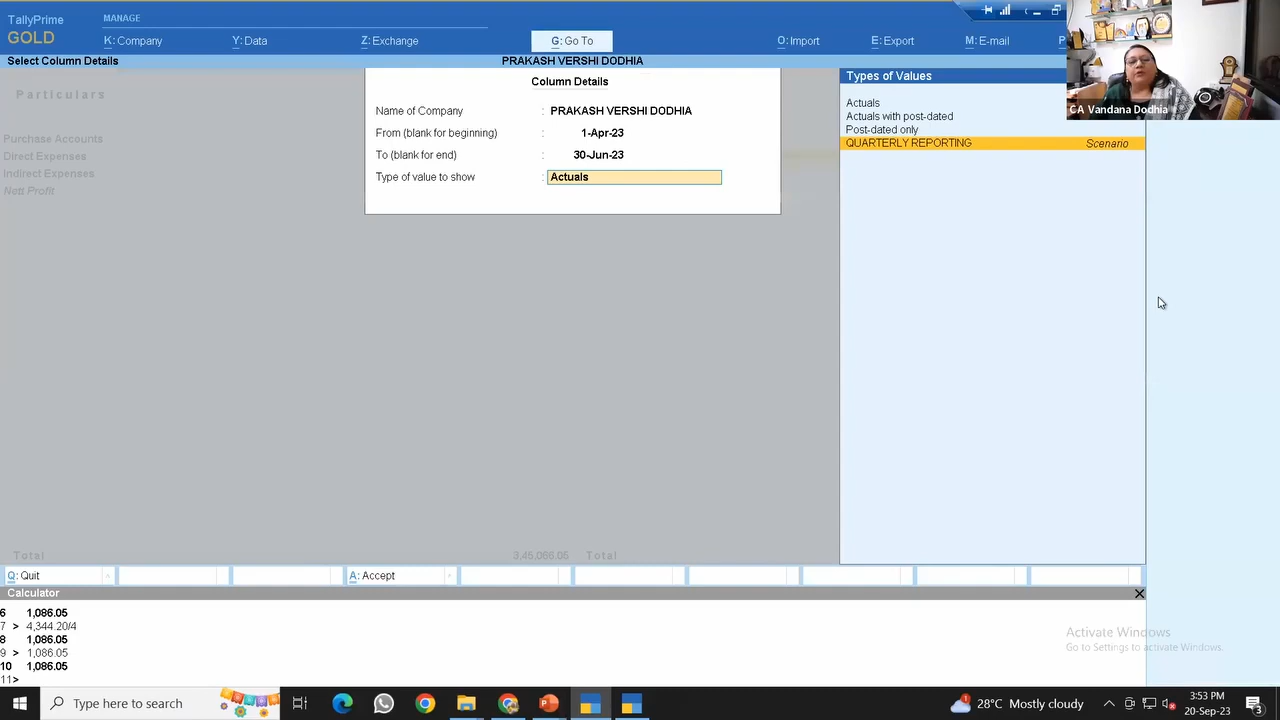 TallyPrime
GOLD
MANAGE
K: Company
Y: Data
Z: Exchange
G: Go To
O: Import
E: Export
M: E-mail
P
Select Column Details
PRAKASH VERSHI DODHIA
Particulars
Purchase Accounts
Direct Expenses
Indirect Expenses
Nett Profit
Column Details
Name of Company : PRAKASH VERSHI DODHIA
From (blank for beginning) : 1-Apr-23
To (blank for end) : 30-Jun-23
Type of value to show : Actuals
Types of Values
Actuals
Actuals with post-dated
Post-dated only
QUARTERLY REPORTING Scenario
CA Vandana Dodhia
Total 3,45,066.05 Total
Q: Quit
A: Accept
Calculator
6 1,086.05
7 > 4,344.20/4
8 1,086.05
9 > 1,086.05
10 1,086.05
11>
Activate Windows
Go to Settings to activate Windows.
Type here to search
28°C Mostly cloudy
3:53 PM
20-Sep-23
3